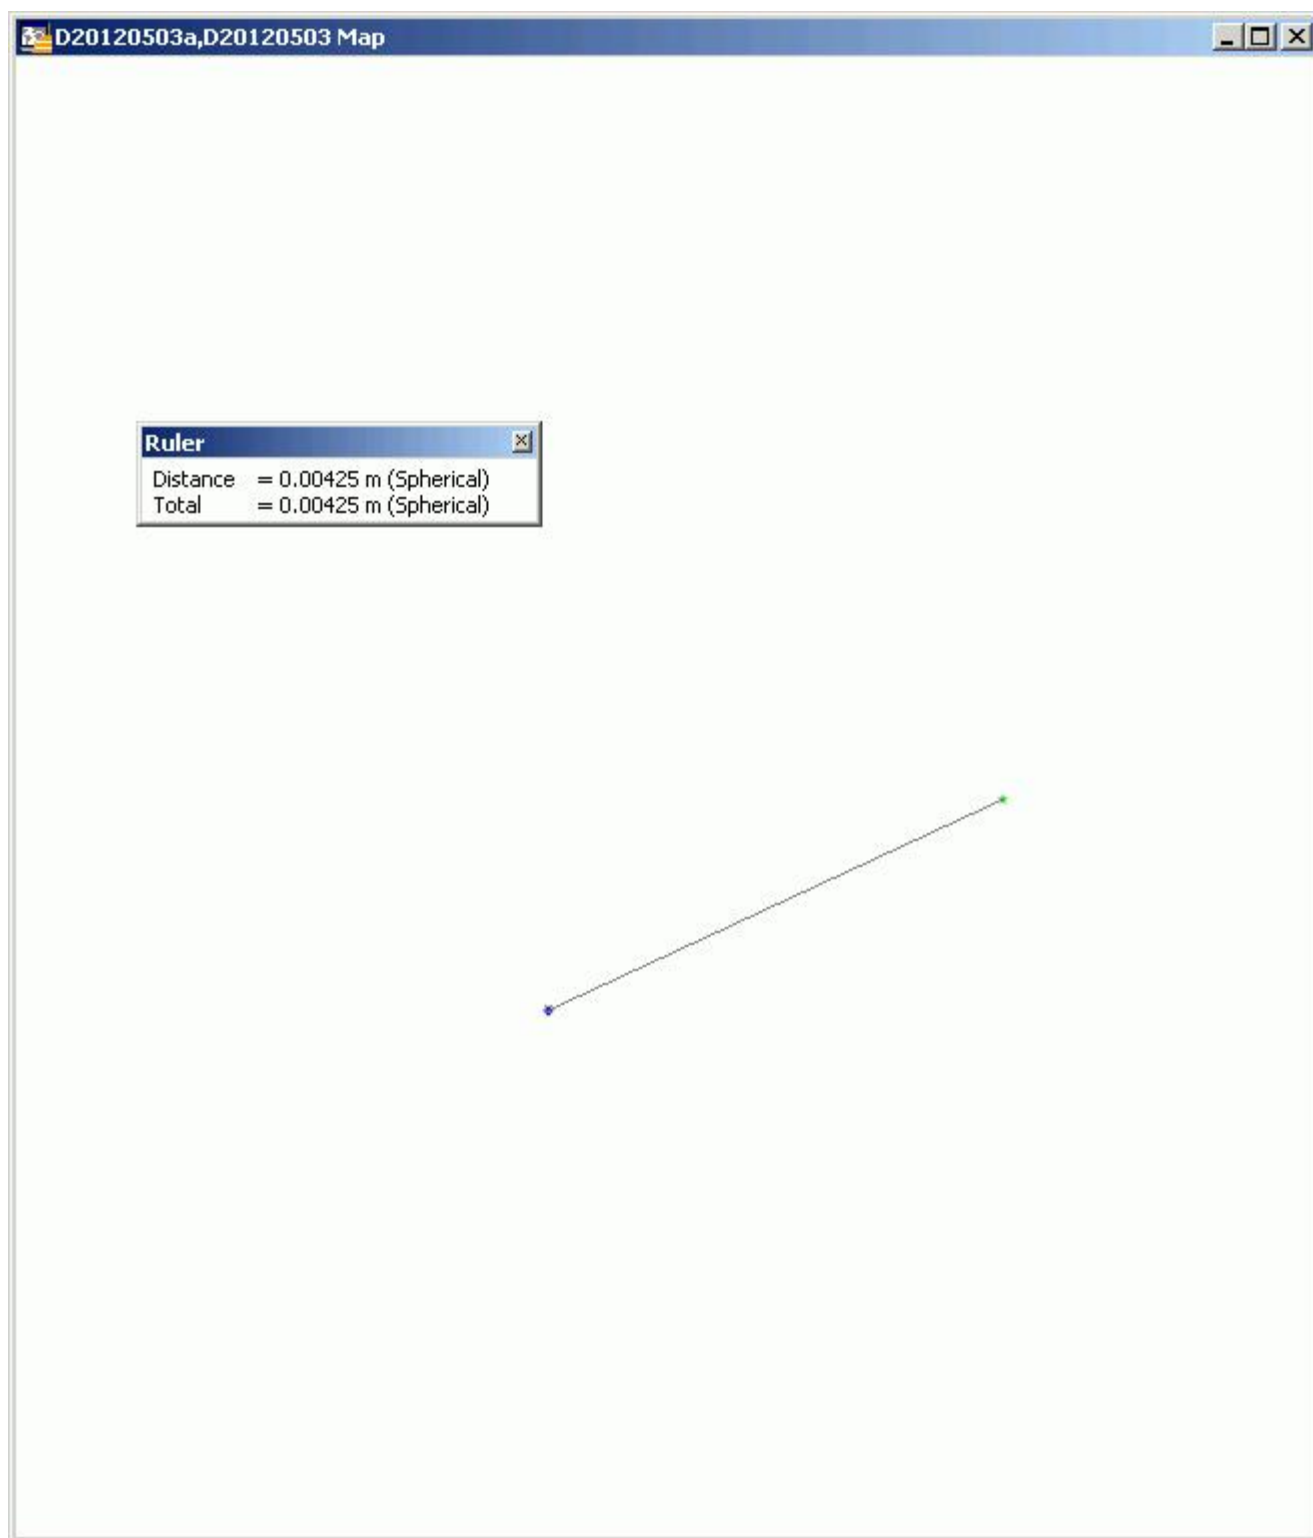 D20120503a,D20120503 Map
Ruler
Distance = 0.00425 m (Spherical)
Total = 0.00425 m (Spherical)